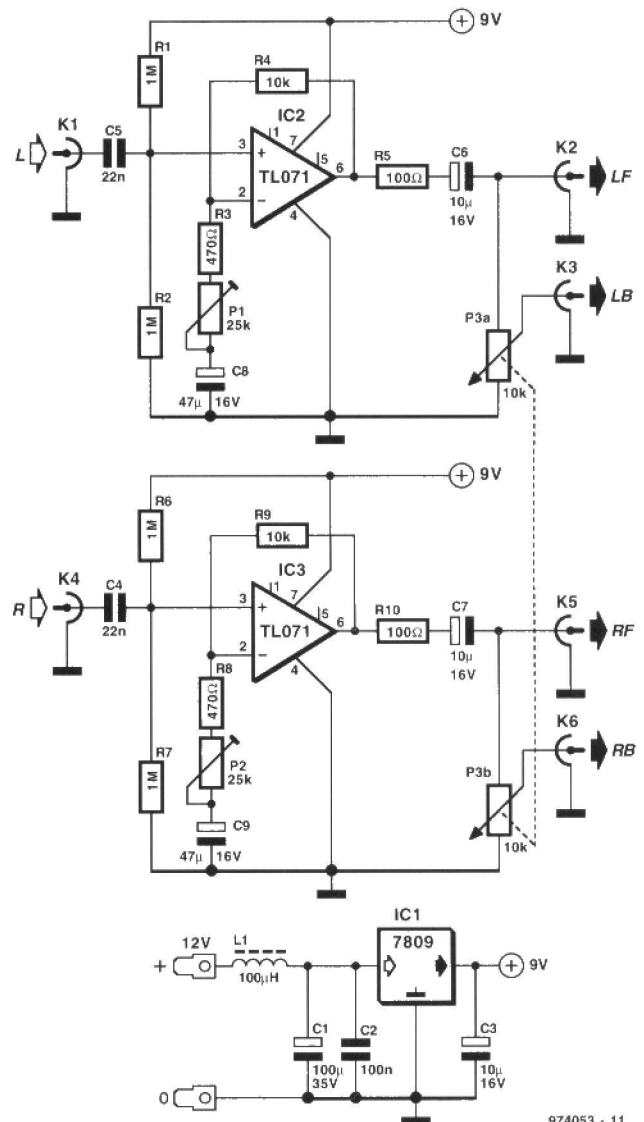 R1
1M
R4
10k
9V
IC2
K1
C5
L
22n
1
7
3
+
5
6
TL071
2
–
4
R5
100Ω
C6
10µ
16V
K2
LF
R3
470Ω
K3
LB
R2
1M
P1
25k
P3a
10k
C8
47µ
16V
R6
1M
R9
10k
9V
IC3
K4
C4
R
22n
1
7
3
+
5
6
TL071
2
–
4
R10
100Ω
C7
10µ
16V
K5
RF
R8
470Ω
K6
RB
R7
1M
P2
25k
P3b
10k
C9
47µ
16V
IC1
+
12V
L1
100µH
7809
9V
C1
100µ
35V
C2
100n
C3
10µ
16V
0
974053 - 11